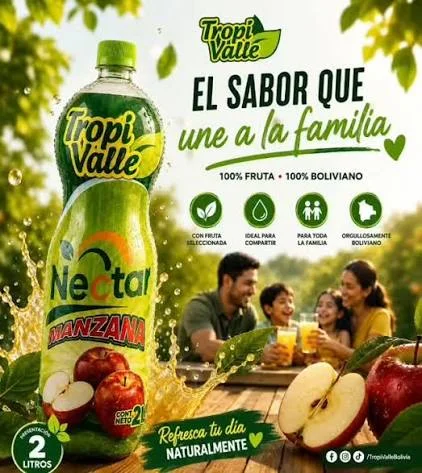 Tropi
Valle
EL SABOR QUE
une a la familia
100% FRUTA • 100% BOLIVIANO
CON FRUTA
SELECCIONADA
IDEAL PARA
COMPARTIR
PARA TODA
LA FAMILIA
ORGULLOSAMENTE
BOLIVIANO
Tropi
Valle
Nectar
MANZANA
CONT.
NETO 2L
PRESENTACIÓN
2
LITROS
Refresca tu día
NATURALMENTE
/TropiValleBolivia